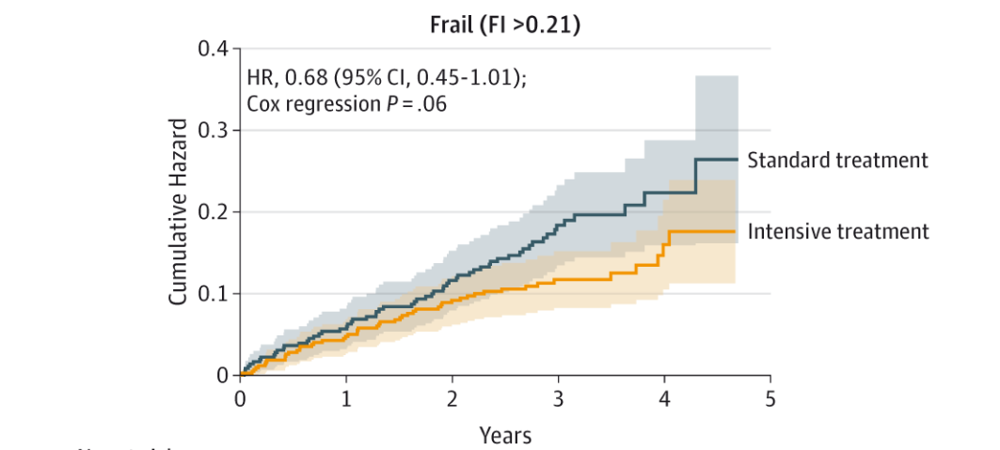 Frail (FI >0.21)
0.4
HR, 0.68 (95% CI, 0.45-1.01);
Cox regression P = .06
0.3
Standard treatment
0.2
Intensive treatment
0.1
0
Cumulative Hazard
0 1 2 3 4 5
Years